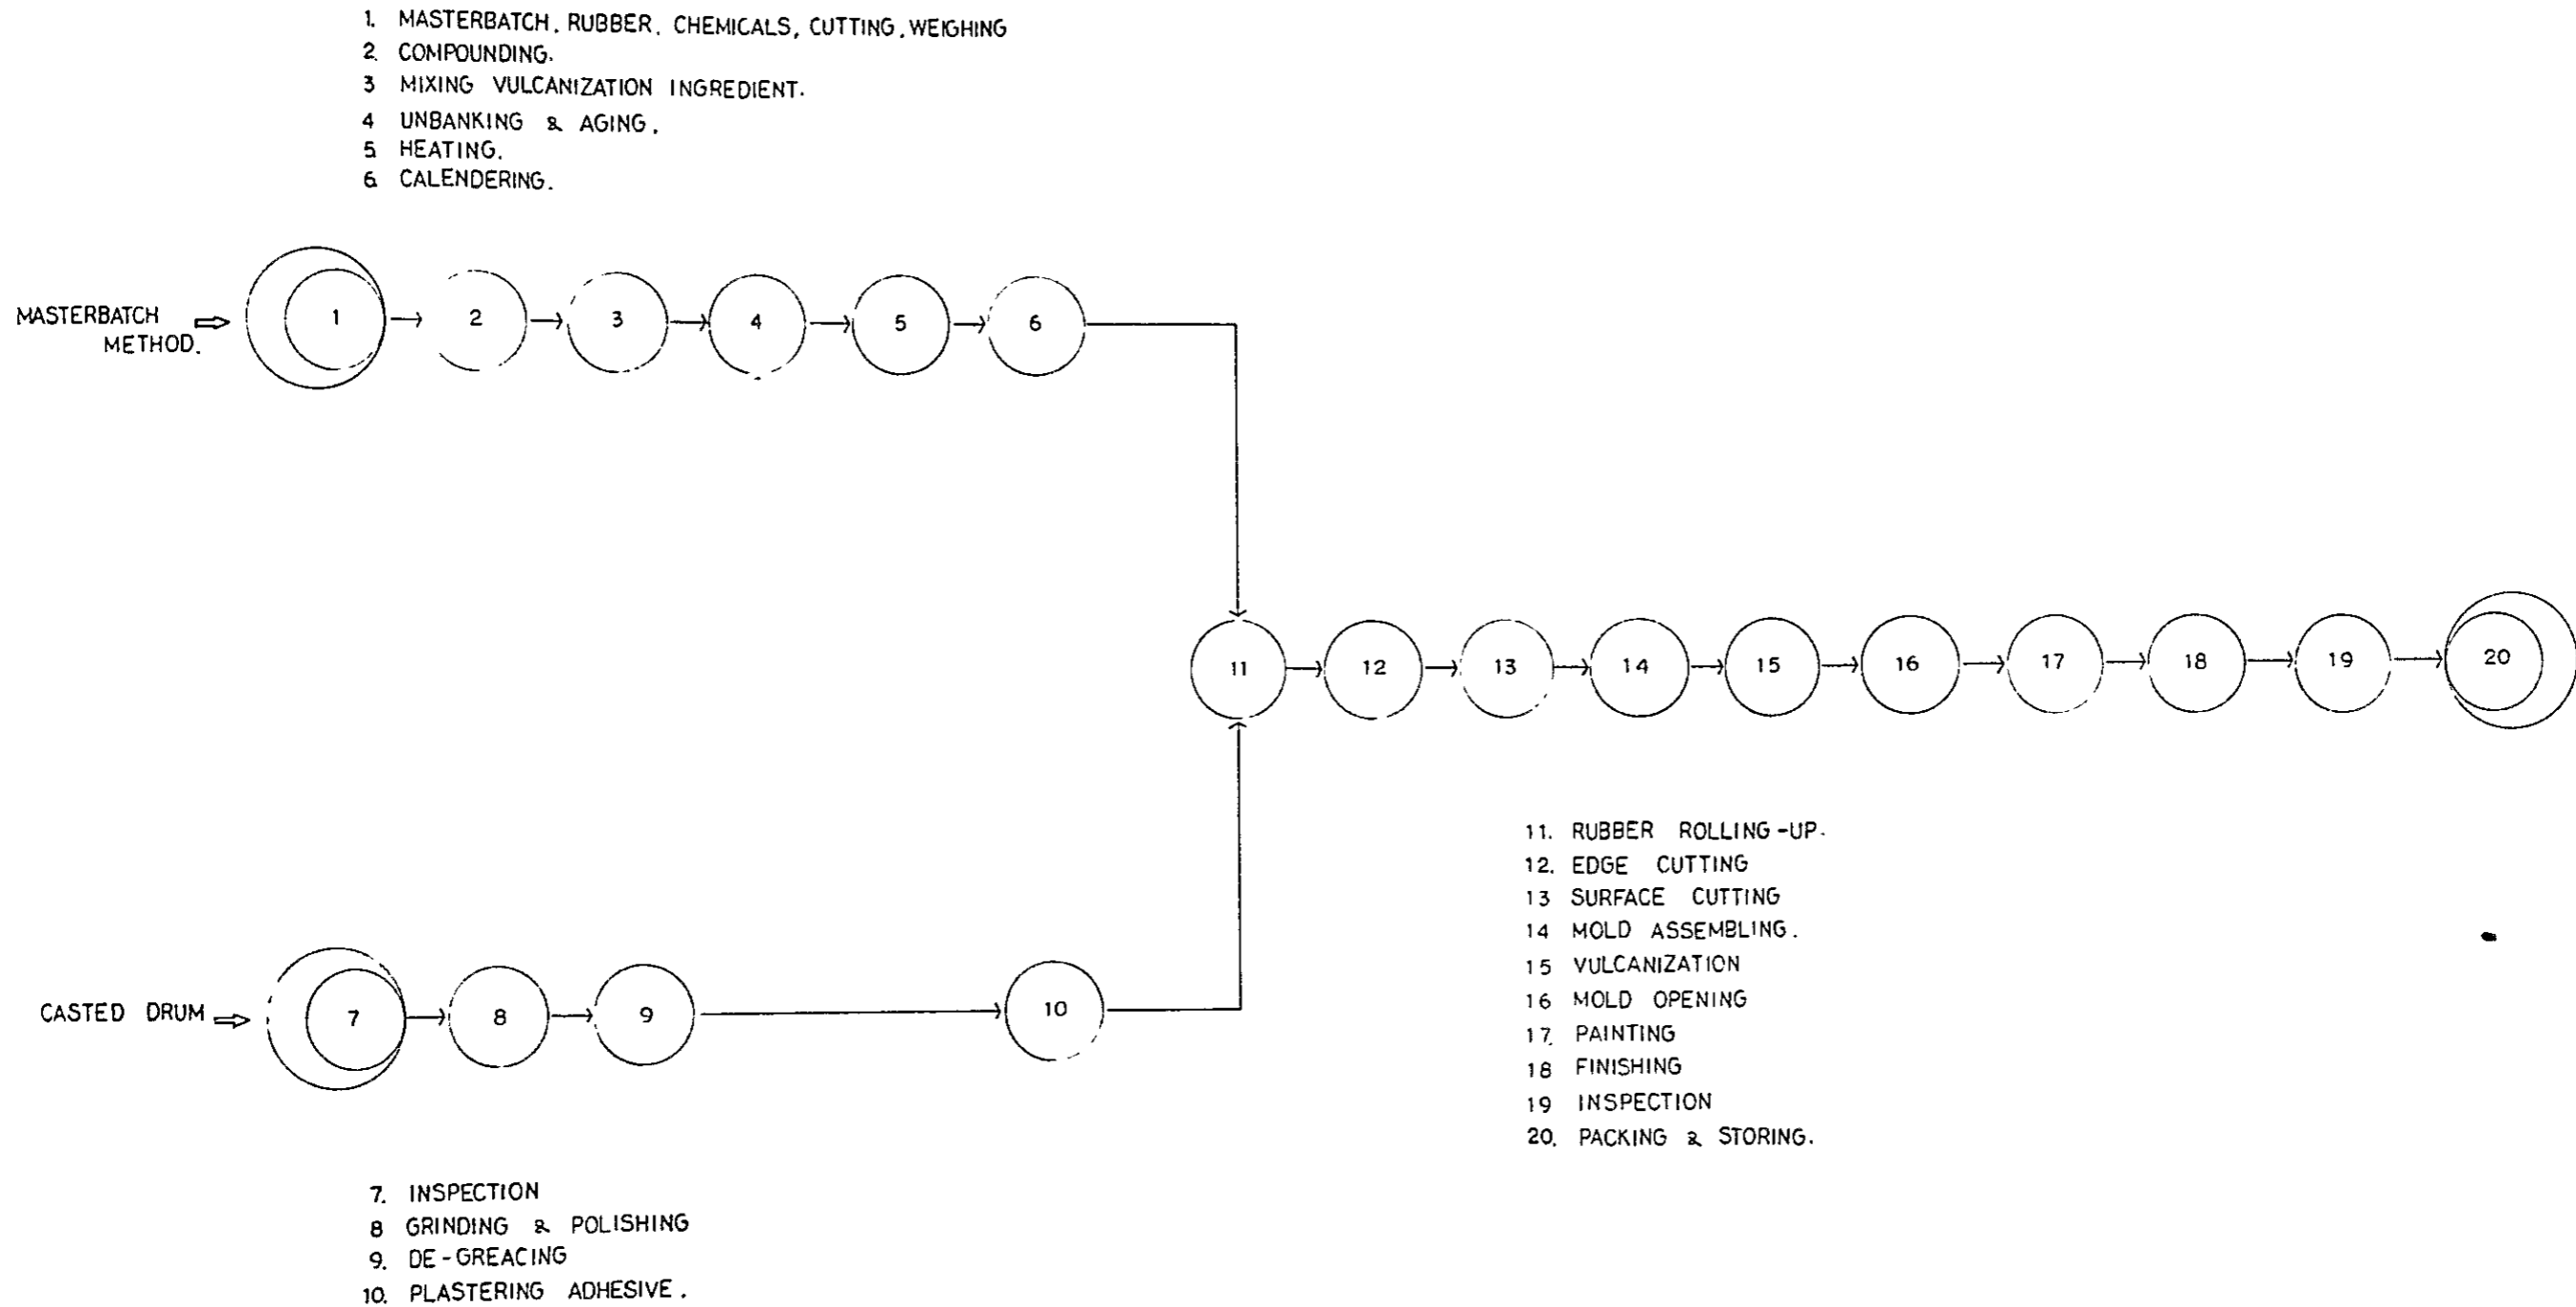 1. MASTERBATCH, RUBBER, CHEMICALS, CUTTING, WEIGHING
2. COMPOUNDING.
3 MIXING VULCANIZATION INGREDIENT.
4 UNBANKING & AGING.
5. HEATING.
6. CALENDERING.
MASTERBATCH
METHOD.
1
2
3
4
5
6
11
12
13
14
15
16
17
18
19
20
11. RUBBER ROLLING-UP.
12. EDGE CUTTING
13 SURFACE CUTTING
14 MOLD ASSEMBLING.
15 VULCANIZATION
16 MOLD OPENING
17. PAINTING
18 FINISHING
19 INSPECTION
20. PACKING & STORING.
CASTED DRUM
7
8
9
10
7. INSPECTION
8 GRINDING & POLISHING
9. DE-GREACING
10. PLASTERING ADHESIVE.